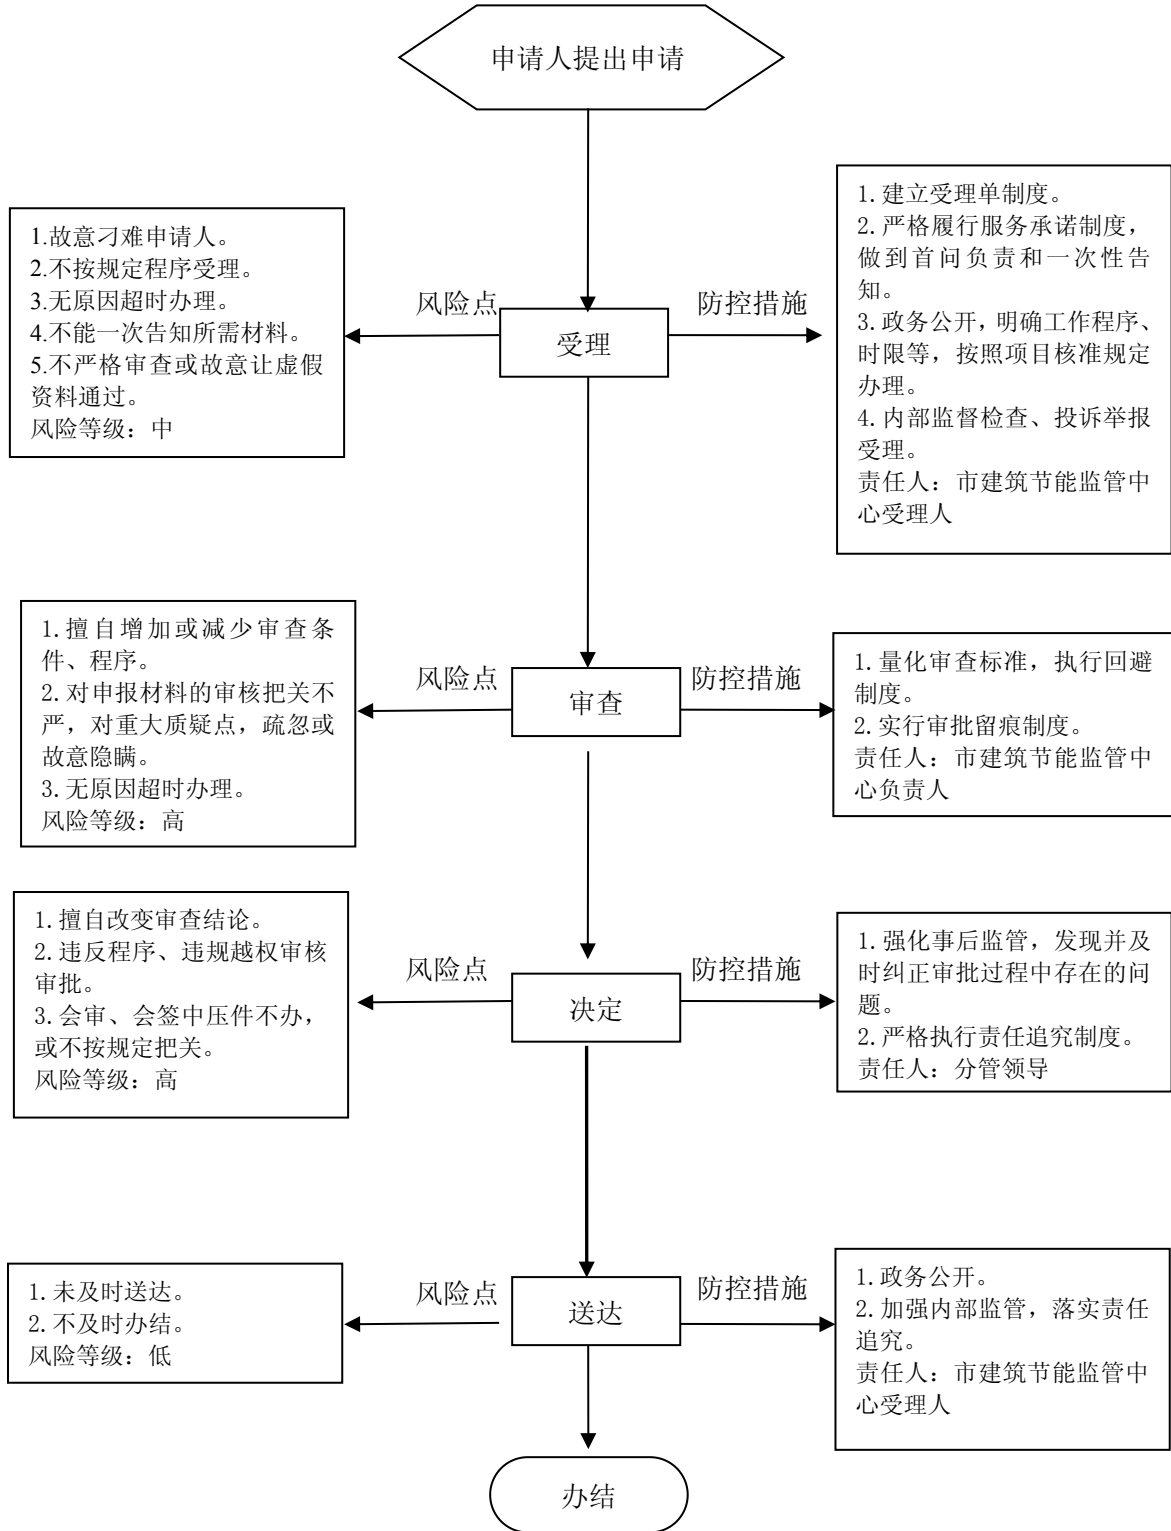 申请人提出申请
1.故意刁难申请人。
2.不按规定程序受理。
3.无原因超时办理。
4.不能一次告知所需材料。
5.不严格审查或故意让虚假
资料通过。
风险等级：中
风险点
受理
防控措施
1.建立受理单制度。
2.严格履行服务承诺制度，
做到首问负责和一次性告
知。
3.政务公开，明确工作程序、
时限等，按照项目核准规定
办理。
4.内部监督检查、投诉举报
受理。
责任人：市建筑节能监管中
心受理人
1.擅自增加或减少审查条
件、程序。
2.对申报材料的审核把关不
严，对重大质疑点，疏忽或
故意隐瞒。
3.无原因超时办理。
风险等级：高
风险点
审查
防控措施
1.量化审查标准，执行回避
制度。
2.实行审批留痕制度。
责任人：市建筑节能监管中
心负责人
1.擅自改变审查结论。
2.违反程序、违规越权审核
审批。
3.会审、会签中压件不办，
或不按规定把关。
风险等级：高
风险点
决定
防控措施
1.强化事后监管，发现并及
时纠正审批过程中存在的问
题。
2.严格执行责任追究制度。
责任人：分管领导
1.未及时送达。
2.不及时办结。
风险等级：低
风险点
送达
防控措施
1.政务公开。
2.加强内部监管，落实责任
追究。
责任人：市建筑节能监管中
心受理人
办结